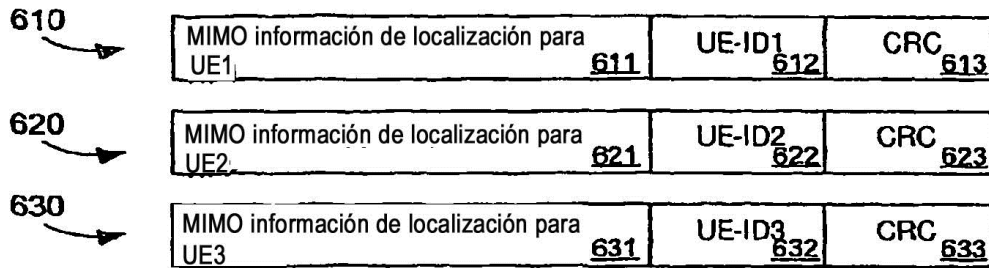 610
MIMO información de localización para
UE1
611
UE-ID1
612
CRC
613
620
MIMO información de localización para
UE2
621
UE-ID2
622
CRC
623
630
MIMO información de localización para
UE3
631
UE-ID3
632
CRC
633